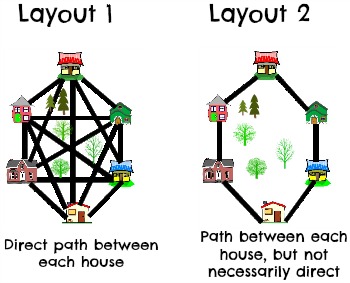 Layout 1
Layout 2
Direct path between
each house
Path between each
house, but not
necessarily direct